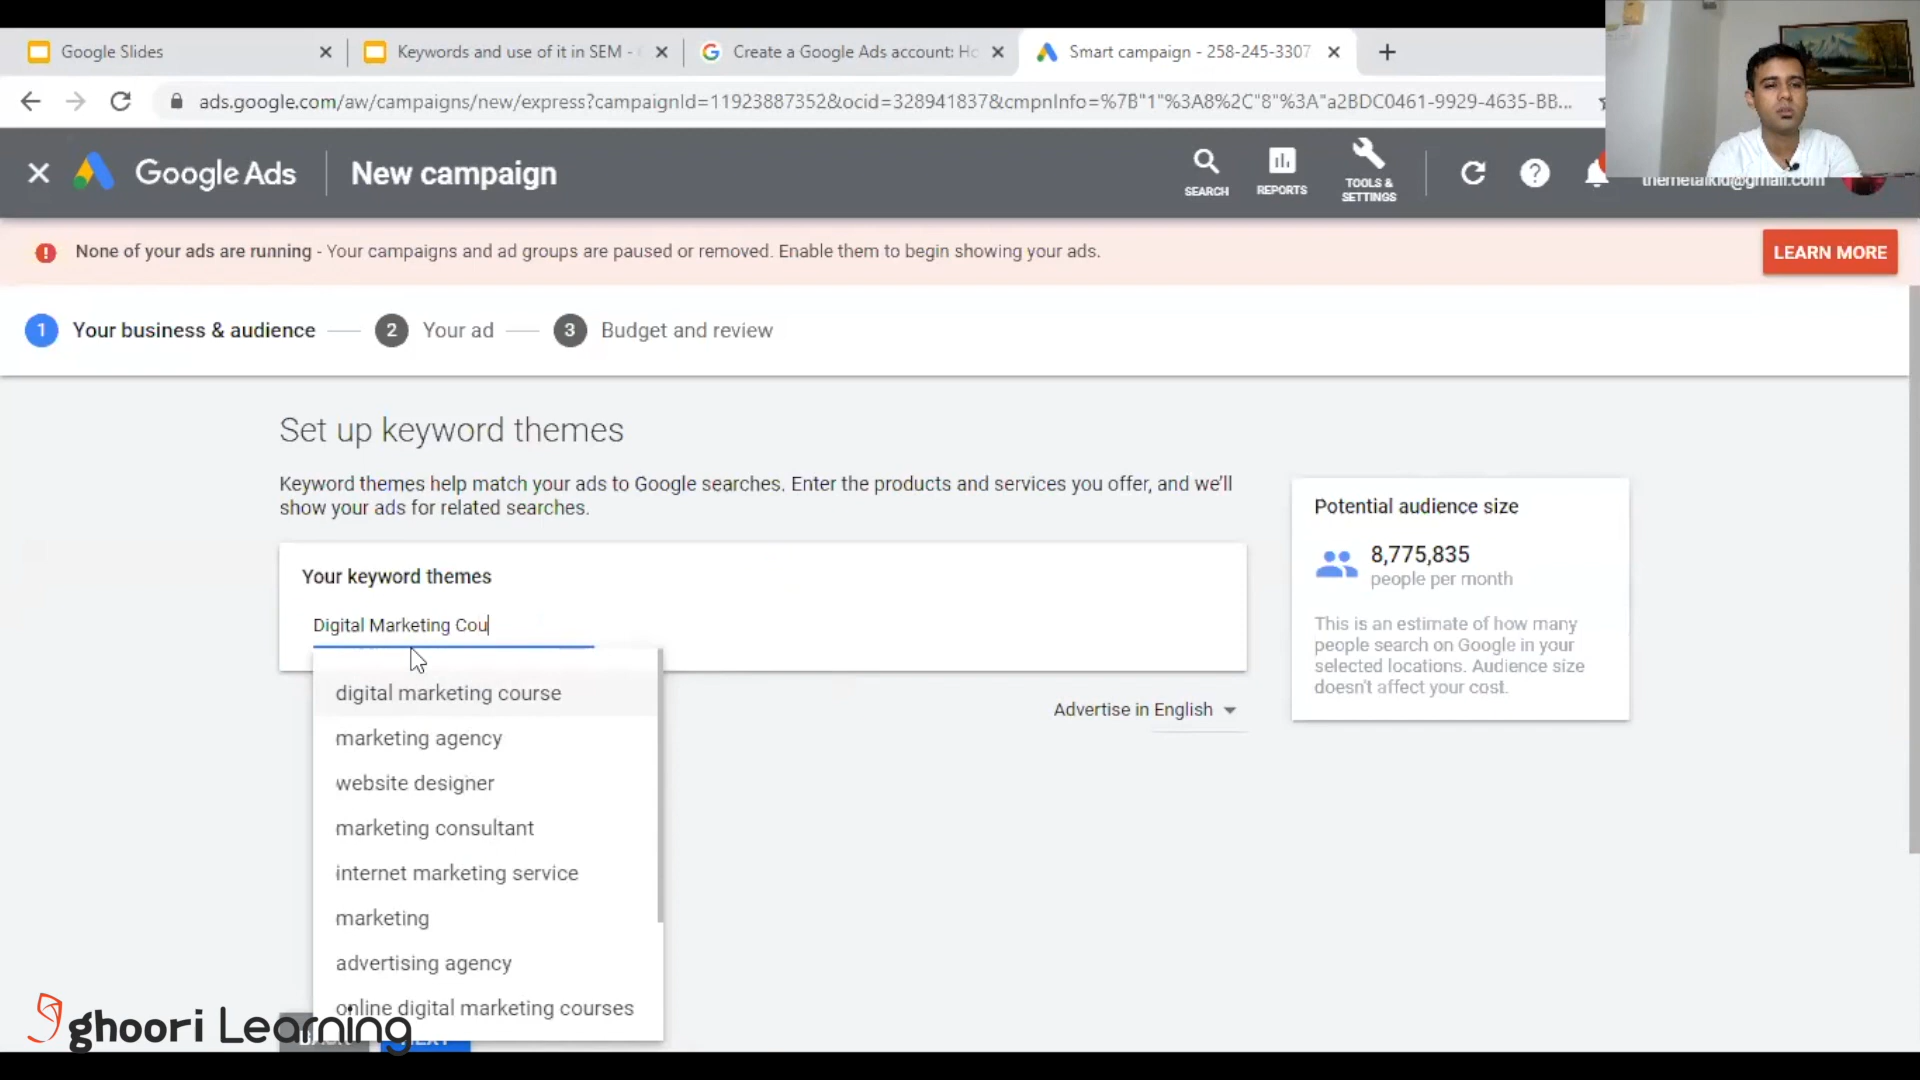 Google Slides
Keywords and use of it in SEM -
Create a Google Ads account: Ho
Smart campaign - 258-245-3307
ads.google.com/aw/campaigns/new/express?campaignId=11923887352&ocid=328941837&cmpnInfo=%7B"1"%3A8%2C"8"%3A"a2BDC0461-9929-4635-BB...
Google Ads
New campaign
SEARCH
REPORTS
TOOLS &
SETTINGS
themetalkid@gmail.com
None of your ads are running - Your campaigns and ad groups are paused or removed. Enable them to begin showing your ads.
LEARN MORE
1 Your business & audience
2 Your ad
3 Budget and review
Set up keyword themes
Keyword themes help match your ads to Google searches. Enter the products and services you offer, and we'll
show your ads for related searches.
Your keyword themes
Digital Marketing Cou
digital marketing course
marketing agency
website designer
marketing consultant
internet marketing service
marketing
advertising agency
online digital marketing courses
Advertise in English
Potential audience size
8,775,835
people per month
This is an estimate of how many
people search on Google in your
selected locations. Audience size
doesn't affect your cost.
BACK
NEXT
ghoori Learning